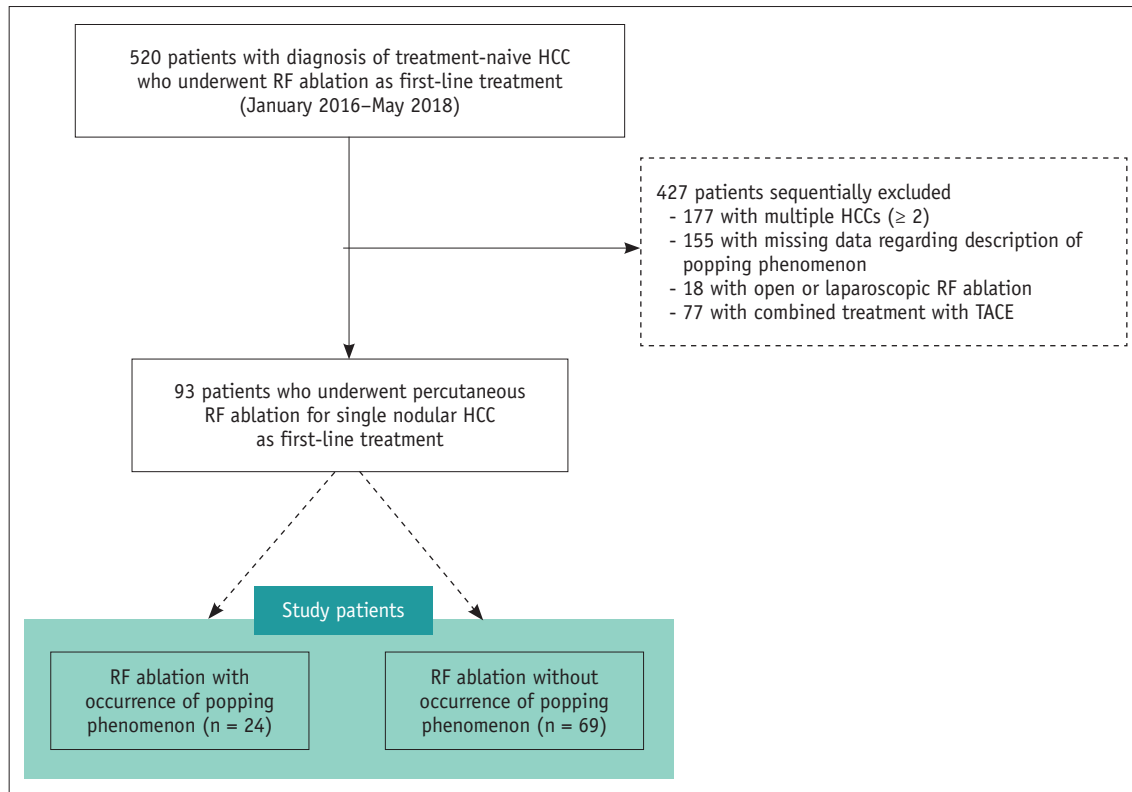 520 patients with diagnosis of treatment-naive HCC
who underwent RF ablation as first-line treatment
(January 2016–May 2018)
427 patients sequentially excluded
- 177 with multiple HCCs (≥ 2)
- 155 with missing data regarding description of
popping phenomenon
- 18 with open or laparoscopic RF ablation
- 77 with combined treatment with TACE
93 patients who underwent percutaneous
RF ablation for single nodular HCC
as first-line treatment
Study patients
RF ablation with
occurrence of popping
phenomenon (n = 24)
RF ablation without
occurrence of popping
phenomenon (n = 69)